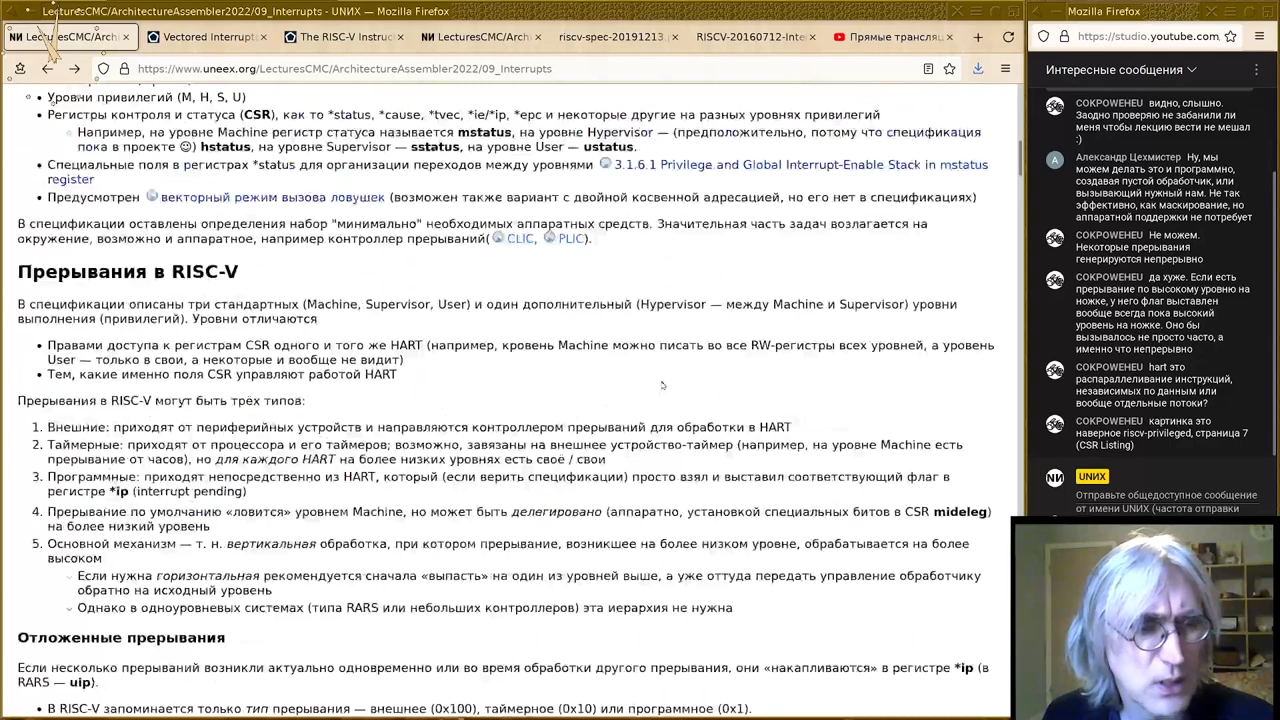 LecturesCMC/ArchitectureAssembler2022/09_Interrupts - UNИX — Mozilla Firefox
LecturesCMC/Archi
Vectored Interrupts
The RISC-V Instruc
LecturesCMC/Arch
riscv-spec-20191213.
RISCV-20160712-Inte
Прямые трансляц
https://www.uneex.org/LecturesCMC/ArchitectureAssembler2022/09_Interrupts
Уровни привилегий (M, H, S, U)
Регистры контроля и статуса (CSR), как то *status, *cause, *tvec, *ie/*ip, *epc и некоторые другие на разных уровнях привилегий
Например, на уровне Machine регистр статуса называется mstatus, на уровне Hypervisor — (предположительно, потому что спецификация
пока в проекте ☺) hstatus, на уровне Supervisor — sstatus, на уровне User — ustatus.
Специальные поля в регистрах *status для организации переходов между уровнями 3.1.6.1 Privilege and Global Interrupt-Enable Stack in mstatus
register
Предусмотрен векторный режим вызова ловушек (возможен также вариант с двойной косвенной адресацией, но его нет в спецификациях)
В спецификации оставлены определения набор "минимально" необходимых аппаратных средств. Значительная часть задач возлагается на
окружение, возможно и аппаратное, например контроллер прерываний( CLIC, PLIC).
Прерывания в RISC-V
В спецификации описаны три стандартных (Machine, Supervisor, User) и один дополнительный (Hypervisor — между Machine и Supervisor) уровни
выполнения (привилегий). Уровни отличаются
Правами доступа к регистрам CSR одного и того же HART (например, кровень Machine можно писать во все RW-регистры всех уровней, а уровень
User — только в свои, а некоторые и вообще не видит)
Тем, какие именно поля CSR управляют работой HART
Прерывания в RISC-V могут быть трёх типов:
1. Внешние: приходят от периферийных устройств и направляются контроллером прерываний для обработки в HART
2. Таймерные: приходят от процессора и его таймеров; возможно, завязаны на внешнее устройство-таймер (например, на уровне Machine есть
прерывание от часов), но для каждого HART на более низких уровнях есть своё / свои
3. Программные: приходят непосредственно из HART, который (если верить спецификации) просто взял и выставил соответствующий флаг в
регистре *ip (interrupt pending)
4. Прерывание по умолчанию «ловится» уровнем Machine, но может быть делегировано (аппаратно, установкой специальных битов в CSR mideleg)
на более низкий уровень
5. Основной механизм — т. н. вертикальная обработка, при котором прерывание, возникшее на более низком уровне, обрабатывается на более
высоком
Если нужна горизонтальная рекомендуется сначала «выпасть» на один из уровней выше, а уже оттуда передать управление обработчику
обратно на исходный уровень
Однако в одноуровневых системах (типа RARS или небольших контроллеров) эта иерархия не нужна
Отложенные прерывания
Если несколько прерываний возникли актуально одновременно или во время обработки другого прерывания, они «накапливаются» в регистре *ip (в
RARS — uip).
В RISC-V запоминается только тип прерывания — внешнее (0x100), таймерное (0x10) или программное (0x1).
Mozilla Firefox
https://studio.youtube.com
Интересные сообщения
COKPOWEHEU видно, слышно.
Заодно проверяю не забанили ли
меня чтобы лекцию вести не мешал
:)
Александр Цехмистер Ну, мы
можем делать это и программно,
создавая пустой обработчик, или
вызывающий нужный нам. Не так
эффективно, как маскирование, но
аппаратной поддержки не потребует
COKPOWEHEU Не можем.
Некоторые прерывания
генерируются непрерывно
COKPOWEHEU да хуже. Если есть
прерывание по высокому уровню на
ножке, у него флаг выставлен
вообще всегда пока высокий
уровень на ножке. Оно бы
вызывалось не просто часто, а
именно что непрерывно
COKPOWEHEU hart это
распараллеливание инструкций,
независимых по данным или
вообще отдельные потоки?
COKPOWEHEU картинка это
наверное riscv-privileged, страница 7
(CSR Listing)
UNИX
Отправьте общедоступное сообщение
от имени UNИX (частота отправки